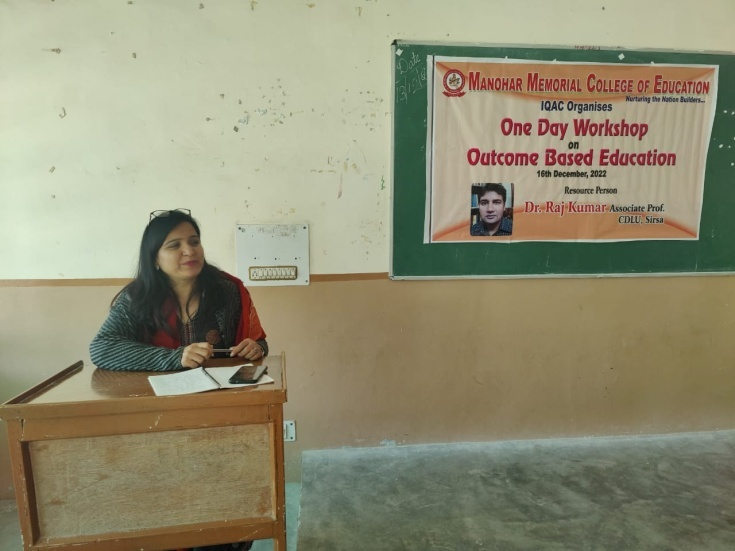 Date
MANOHAR MEMORIAL COLLEGE OF EDUCATION
Nurturing the Nation Builders...
IQAC Organises
One Day Workshop
on
Outcome Based Education
16th December, 2022
Resource Person
Dr. Raj Kumar Associate Prof.
CDLU, Sirsa